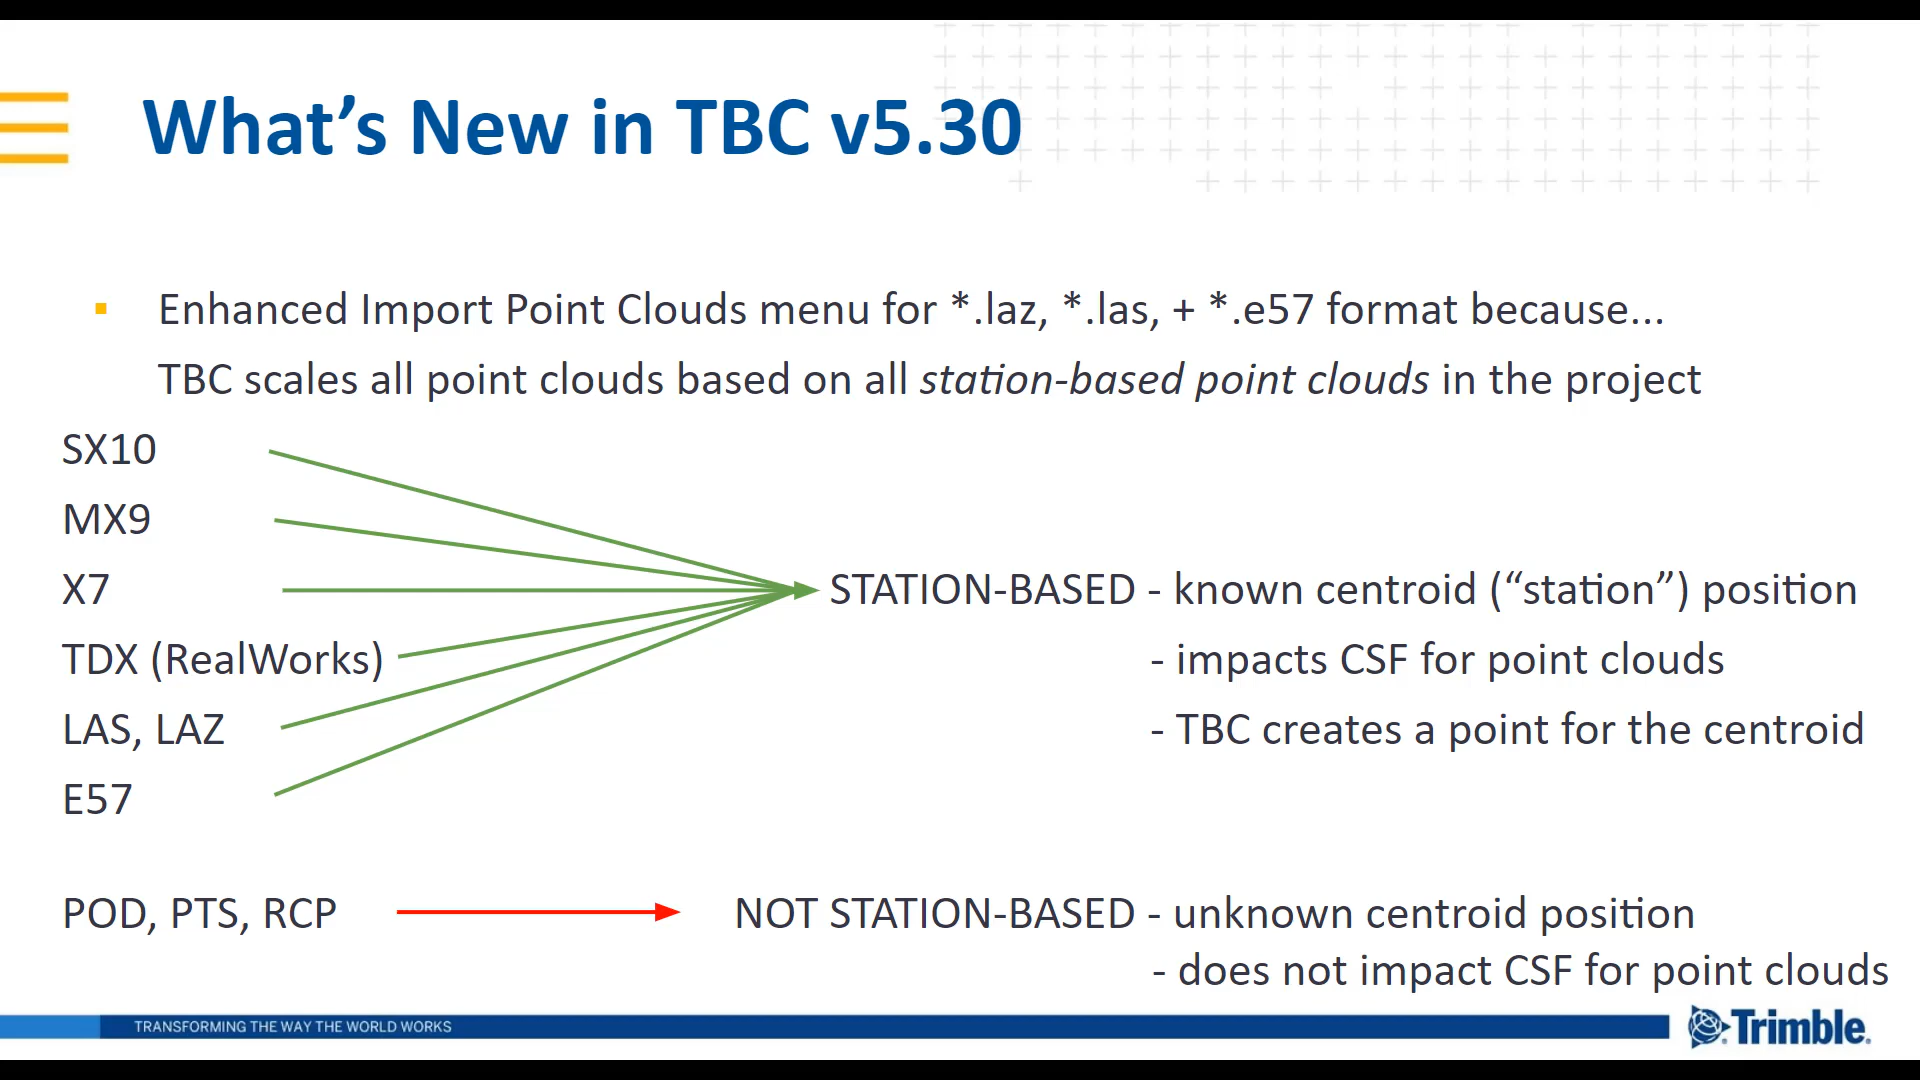 What’s New in TBC v5.30
▪ Enhanced Import Point Clouds menu for *.laz, *.las, + *.e57 format because...
TBC scales all point clouds based on all station-based point clouds in the project
SX10
MX9
X7
STATION-BASED - known centroid (“station”) position
TDX (RealWorks)
- impacts CSF for point clouds
LAS, LAZ
- TBC creates a point for the centroid
E57
POD, PTS, RCP
NOT STATION-BASED - unknown centroid position
- does not impact CSF for point clouds
TRANSFORMING THE WAY THE WORLD WORKS
Trimble.